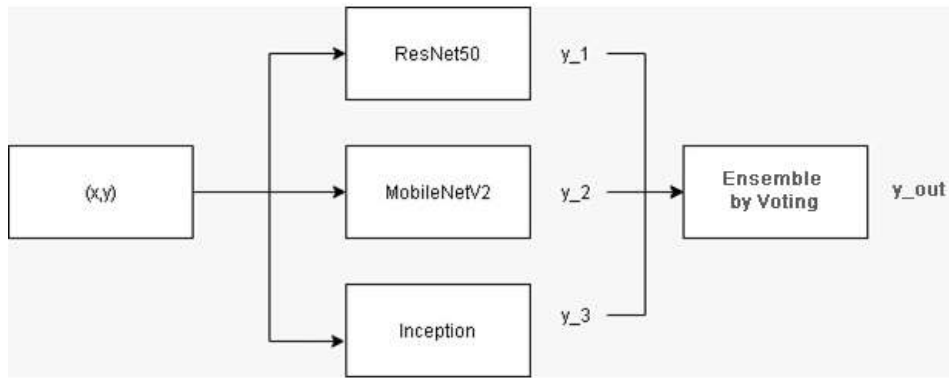 ResNet50
y_1
(x,y)
MobileNetV2
y_2
Ensemble
by Voting
y_out
Inception
y_3